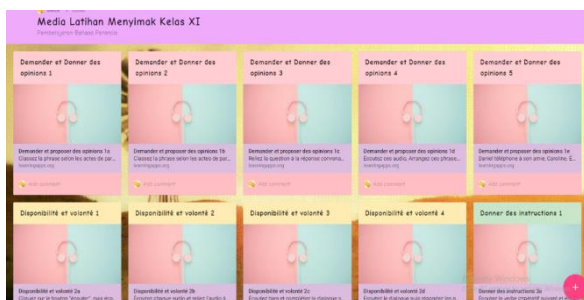 Media Latihan Menyimak Kelas XI
Pembelajaran Bahasa Perancis
Demander et Donner des
opinions 1
Demander et proposer des opinions 1a
Classez la phrase selon les actes de par...
learningapps.org
Add comment
Demander et Donner des
opinions 2
Demander et proposer des opinions 1b
Classez la phrase selon les actes de par...
learningapps.org
Add comment
Demander et Donner des
opinions 3
Demander et proposer des opinions 1c
Reliez la question à la réponse convena...
learningapps.org
Add comment
Demander et Donner des
opinions 4
Demander et proposer des opinions 1d
Écoutez ces audio. Arrangez ces phrase...
learningapps.org
Add comment
Demander et Donner des
opinions 5
Demander et proposer des opinions 1e
Daniel téléphone à son amie, Caroline. E...
learningapps.org
Add comment
Disponibilité et volonté 1
Disponibilité et volonté 2a
Disponibilité et volonté 2
Disponibilité et volonté 2b
Disponibilité et volonté 3
Disponibilité et volonté 2c
Disponibilité et volonté 4
Disponibilité et volonté 2d
Donner des instructions 1
Donner des instructions 3a